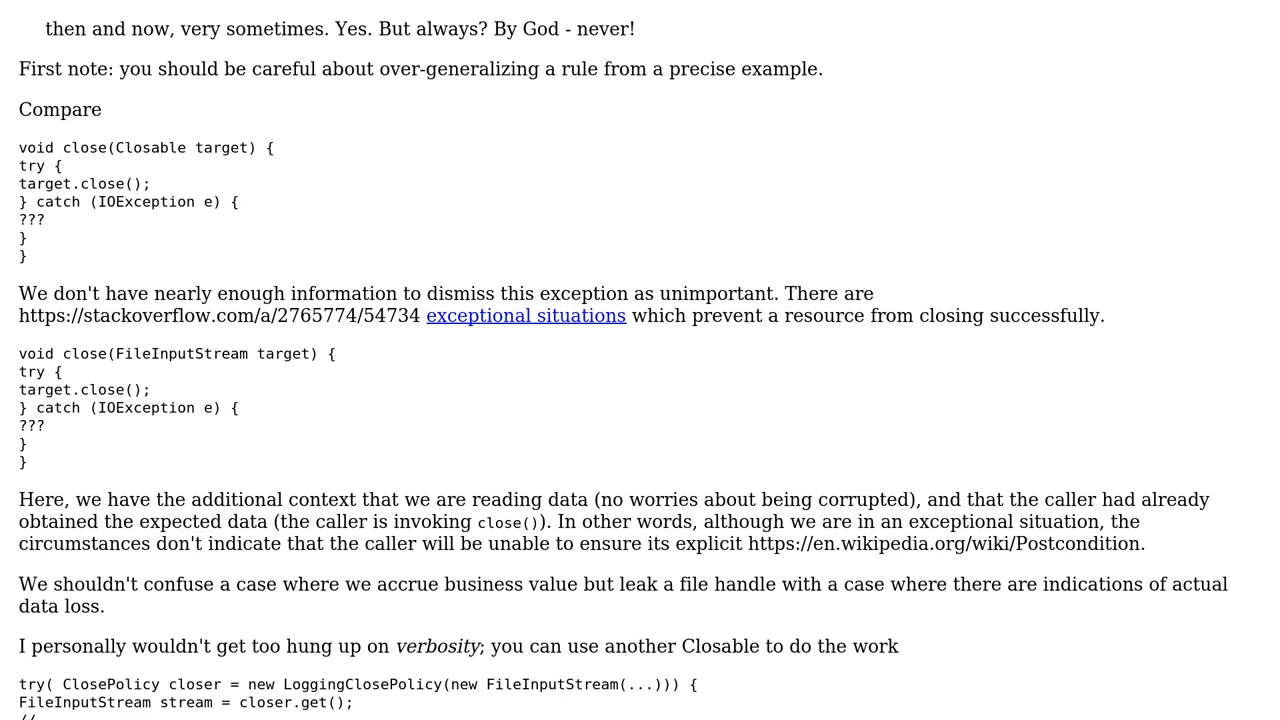 then and now, very sometimes. Yes. But always? By God - never!
First note: you should be careful about over-generalizing a rule from a precise example.
Compare
void close(Closable target) {
try {
target.close();
} catch (IOException e) {
???
}
}
We don't have nearly enough information to dismiss this exception as unimportant. There are
https://stackoverflow.com/a/2765774/54734 exceptional situations which prevent a resource from closing successfully.
void close(FileInputStream target) {
try {
target.close();
} catch (IOException e) {
???
}
}
Here, we have the additional context that we are reading data (no worries about being corrupted), and that the caller had already
obtained the expected data (the caller is invoking close()). In other words, although we are in an exceptional situation, the
circumstances don't indicate that the caller will be unable to ensure its explicit https://en.wikipedia.org/wiki/Postcondition.
We shouldn't confuse a case where we accrue business value but leak a file handle with a case where there are indications of actual
data loss.
I personally wouldn't get too hung up on verbosity; you can use another Closable to do the work
try( ClosePolicy closer = new LoggingClosePolicy(new FileInputStream(...))) {
FileInputStream stream = closer.get();
//